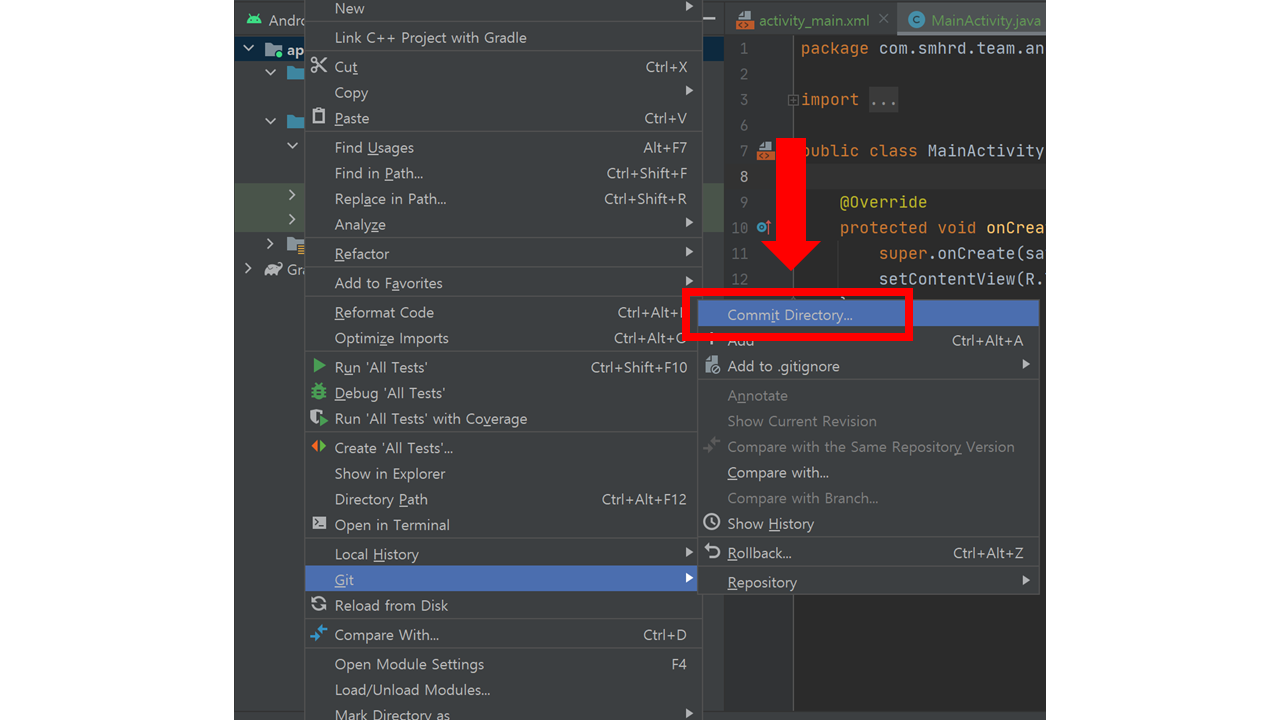 Andro
New
activity_main.xml
MainActivity.java
app
Link C++ Project with Gradle
1 package com.smhrd.team.an
Cut Ctrl+X
2
Copy
3 import ...
Paste Ctrl+V
6
Find Usages Alt+F7
7 public class MainActivity
Find in Path... Ctrl+Shift+F
8
Replace in Path... Ctrl+Shift+R
9 @Override
Analyze
10 protected void onCrea
Refactor
11 super.onCreate(sa
Gra
Add to Favorites
12 setContentView(R.
Reformat Code Ctrl+Alt+
Commit Directory...
Optimize Imports Ctrl+Alt+O
Add Ctrl+Alt+A
Run 'All Tests' Ctrl+Shift+F10
Add to .gitignore
Debug 'All Tests'
Annotate
Run 'All Tests' with Coverage
Show Current Revision
Create 'All Tests'...
Compare with the Same Repository Version
Show in Explorer
Compare with...
Directory Path Ctrl+Alt+F12
Compare with Branch...
Open in Terminal
Show History
Local History
Rollback... Ctrl+Alt+Z
Git
Repository
Reload from Disk
Compare With... Ctrl+D
Open Module Settings F4
Load/Unload Modules...
Mark Directory as